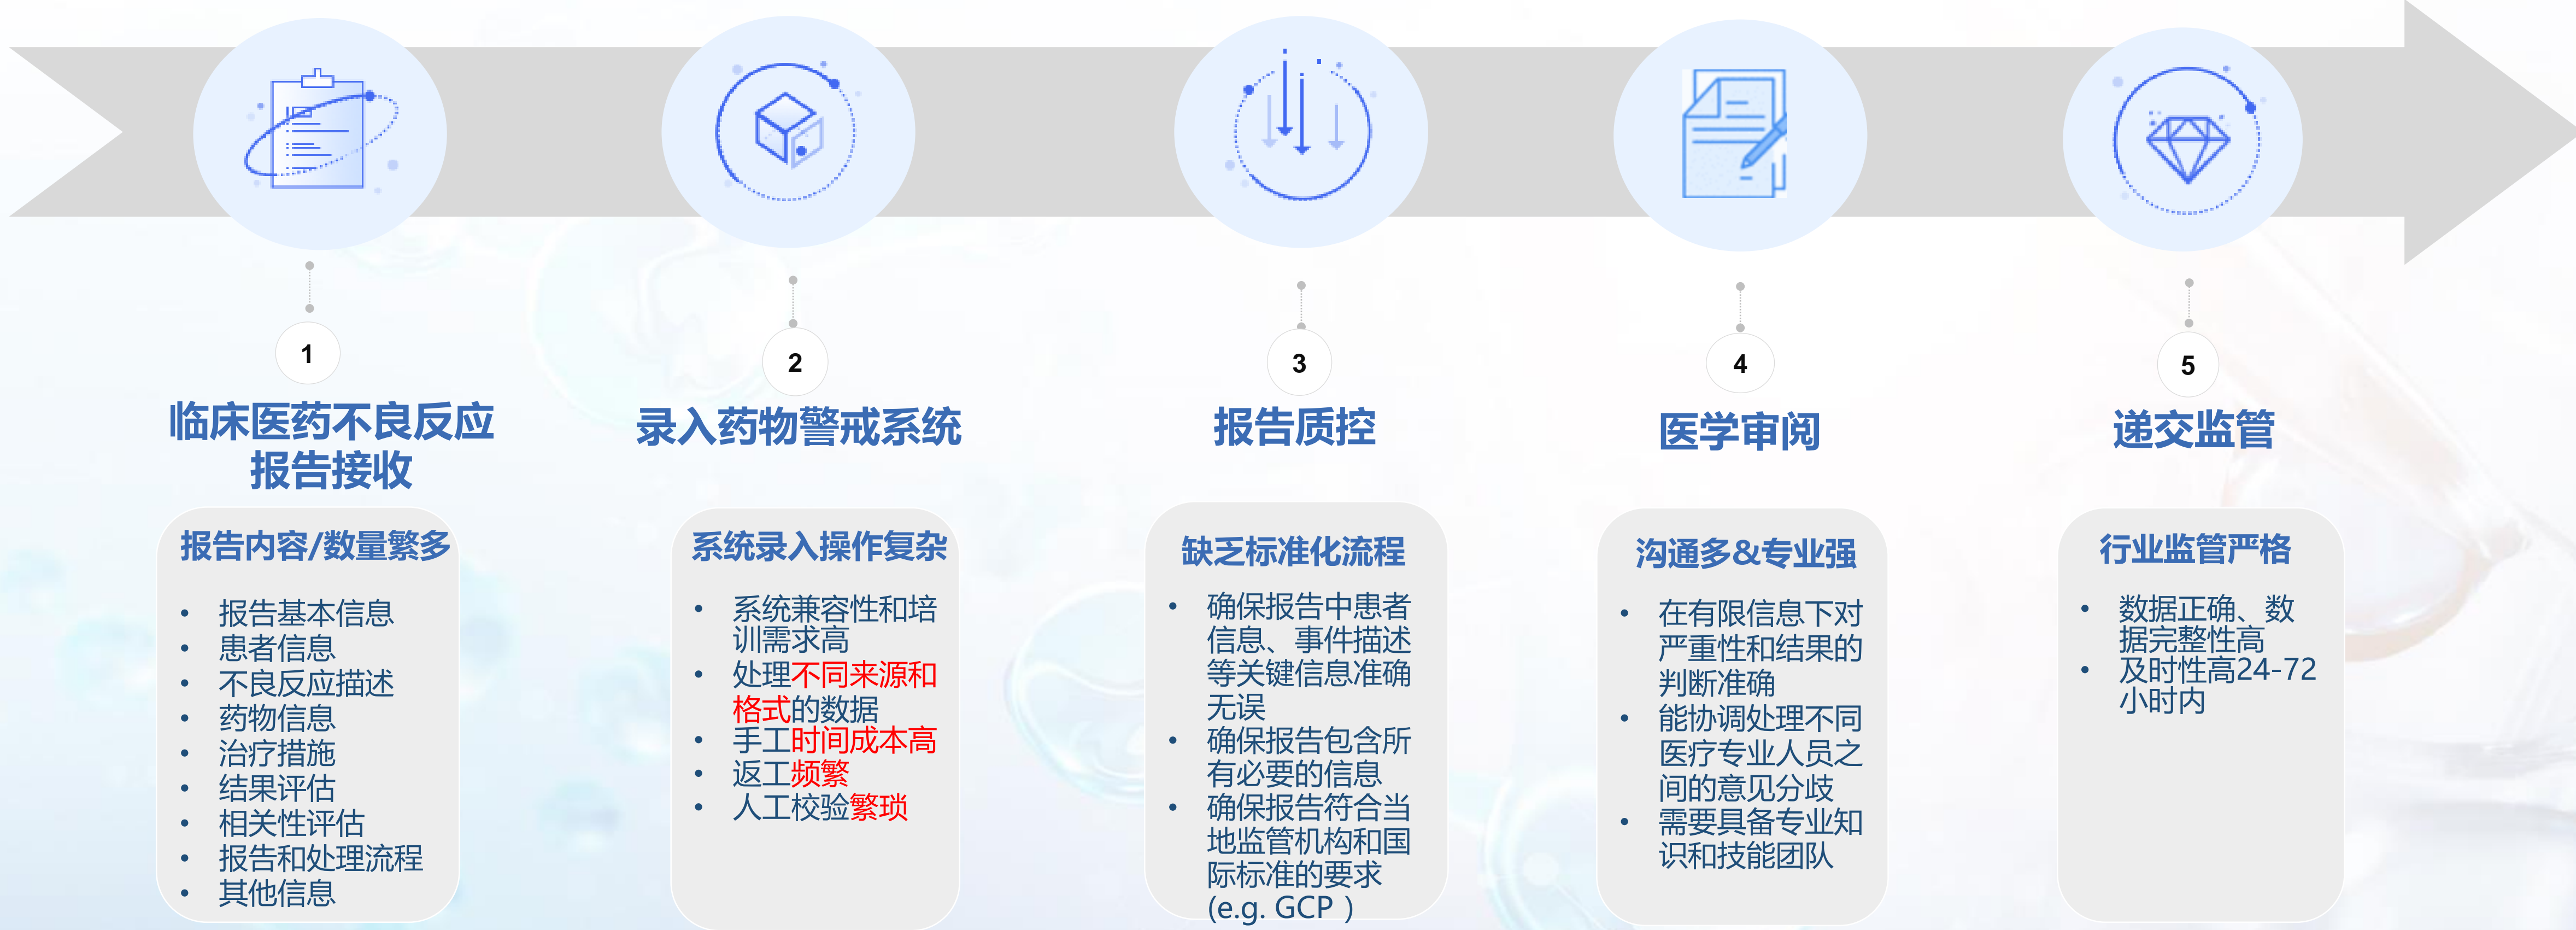 1
临床医药不良反应
报告接收
报告内容/数量繁多
• 报告基本信息
• 患者信息
• 不良反应描述
• 药物信息
• 治疗措施
• 结果评估
• 相关性评估
• 报告和处理流程
• 其他信息
2
录入药物警戒系统
系统录入操作复杂
• 系统兼容性和培
训需求高
• 处理不同来源和
格式的数据
• 手工时间成本高
• 返工频繁
• 人工校验繁琐
3
报告质控
缺乏标准化流程
• 确保报告中患者
信息、事件描述
等关键信息准确
无误
• 确保报告包含所
有必要的信息
• 确保报告符合当
地监管机构和国
际标准的要求
(e.g. GCP )
4
医学审阅
沟通多&专业强
• 在有限信息下对
严重性和结果的
判断准确
• 能协调处理不同
医疗专业人员之
间的意见分歧
• 需要具备专业知
识和技能团队
5
递交监管
行业监管严格
• 数据正确、数
据完整性高
• 及时性高24-72
小时内